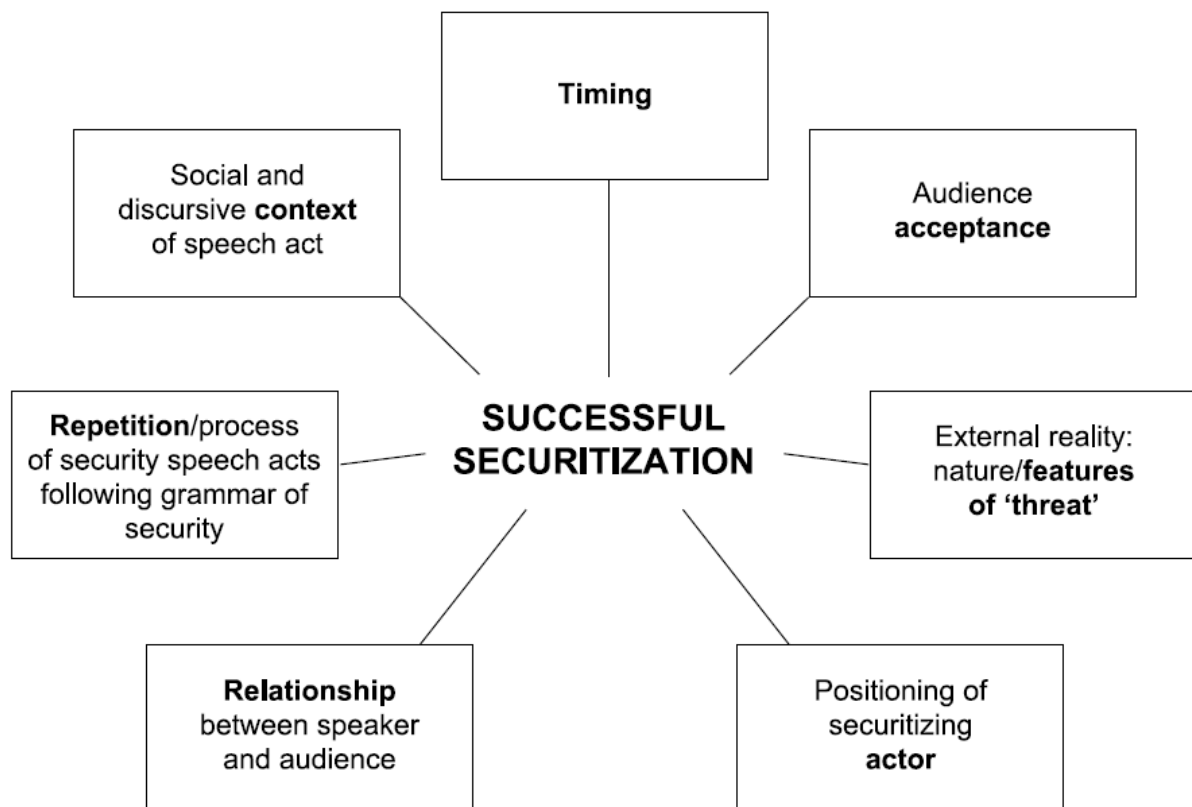 Timing
Social and
discursive context
of speech act
Audience
acceptance
SUCCESSFUL
SECURITIZATION
Repetition/process
of security speech acts
following grammar of
security
External reality:
nature/features
of ‘threat’
Relationship
between speaker
and audience
Positioning of
securitizing
actor